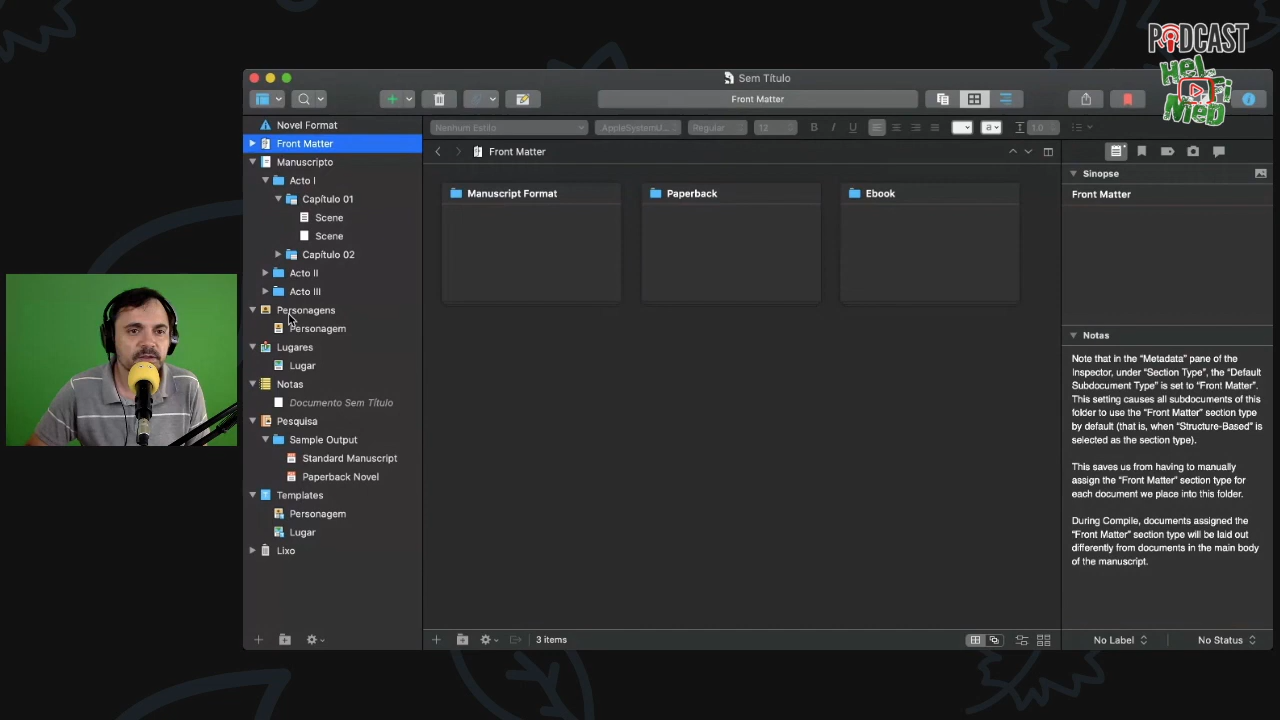 PODCAST
Hel
Fi
MED
Sem Título
Front Matter
Nenhum Estilo
AppleSystemU...
Regular
12
B I U
a
1.0
Novel Format
Front Matter
Manuscripto
Acto I
Capítulo 01
Scene
Scene
Capítulo 02
Acto II
Acto III
Personagens
Personagem
Lugares
Lugar
Notas
Documento Sem Título
Pesquisa
Sample Output
Standard Manuscript
Paperback Novel
Templates
Personagem
Lugar
Lixo
Front Matter
Manuscript Format
Paperback
Ebook
3 items
Sinopse
Front Matter
Notas
Note that in the “Metadata” pane of the
Inspector, under “Section Type”, the “Default
Subdocument Type” is set to “Front Matter”.
This setting causes all subdocuments of this
folder to use the “Front Matter” section type
by default (that is, when “Structure-Based” is
selected as the section type).
This saves us from having to manually
assign the “Front Matter” section type for
each document we place into this folder.
During Compile, documents assigned the
“Front Matter” section type will be laid out
differently from documents in the main body
of the manuscript.
No Label
No Status